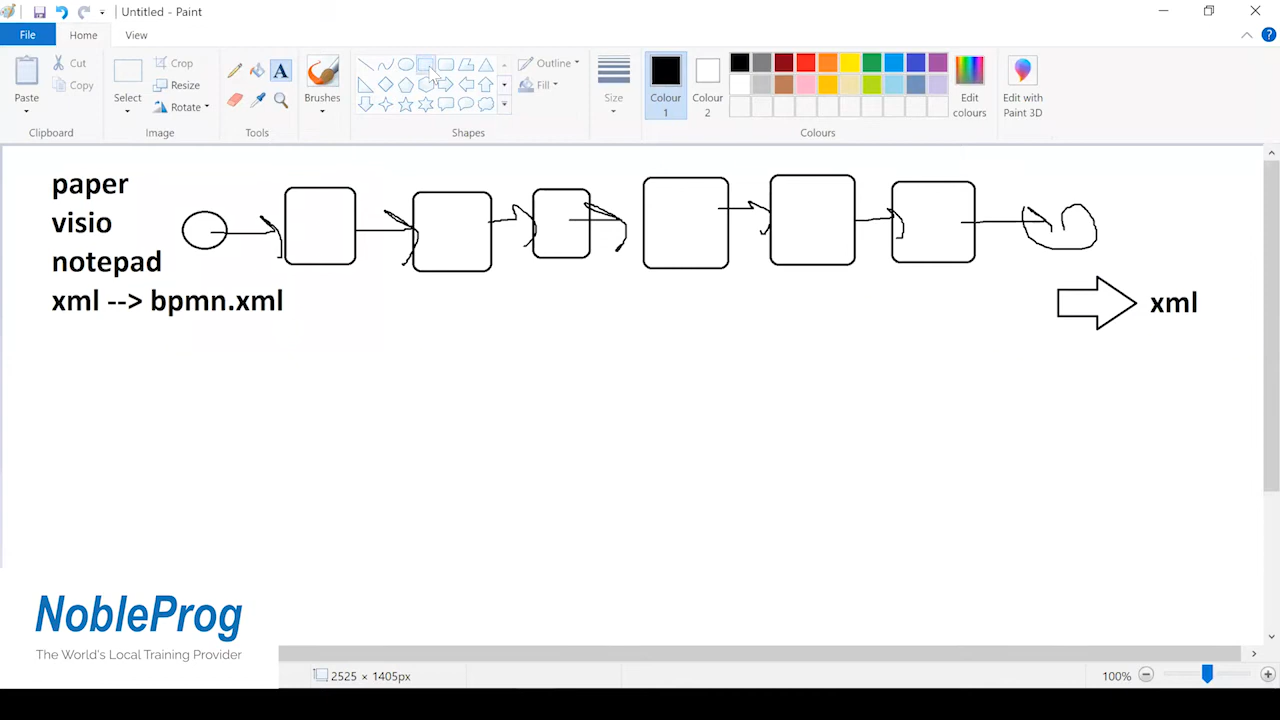 Untitled - Paint
File
Home
View
Paste
Cut
Copy
Clipboard
Select
Crop
Resize
Rotate
Image
A
Tools
Brushes
Outline
Fill
Shapes
Size
Colour 1
Colour 2
Edit colours
Edit with Paint 3D
Colours
paper
visio
notepad
xml --> bpmn.xml
xml
NobleProg
The World's Local Training Provider
2525 × 1405px
100%